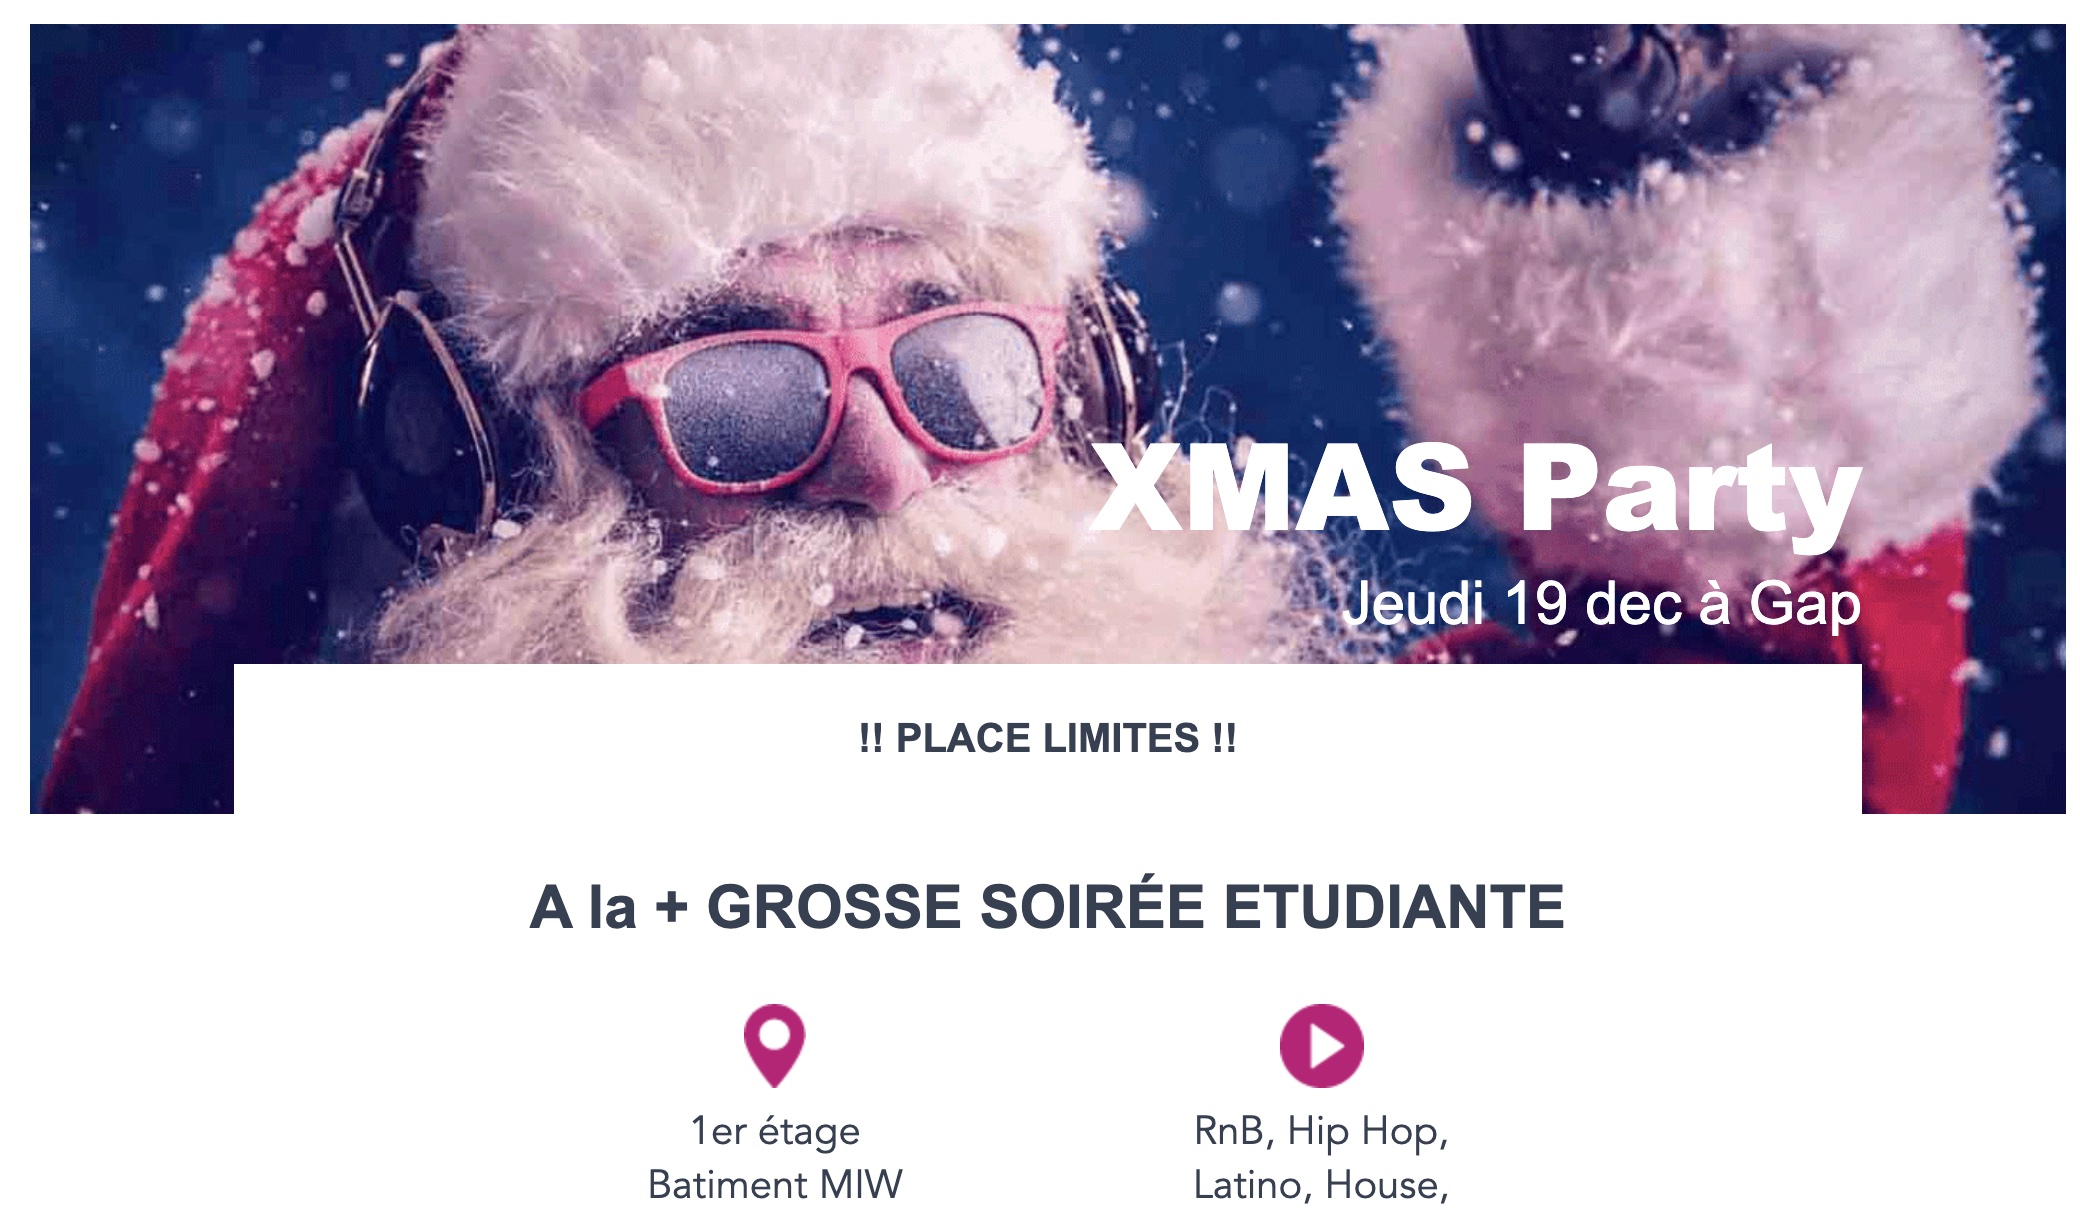 XMAS Party
Jeudi 19 dec à Gap
!! PLACE LIMITES !!
A la + GROSSE SOIRÉE ETUDIANTE
1er étage
Batiment MIW
RnB, Hip Hop,
Latino, House,